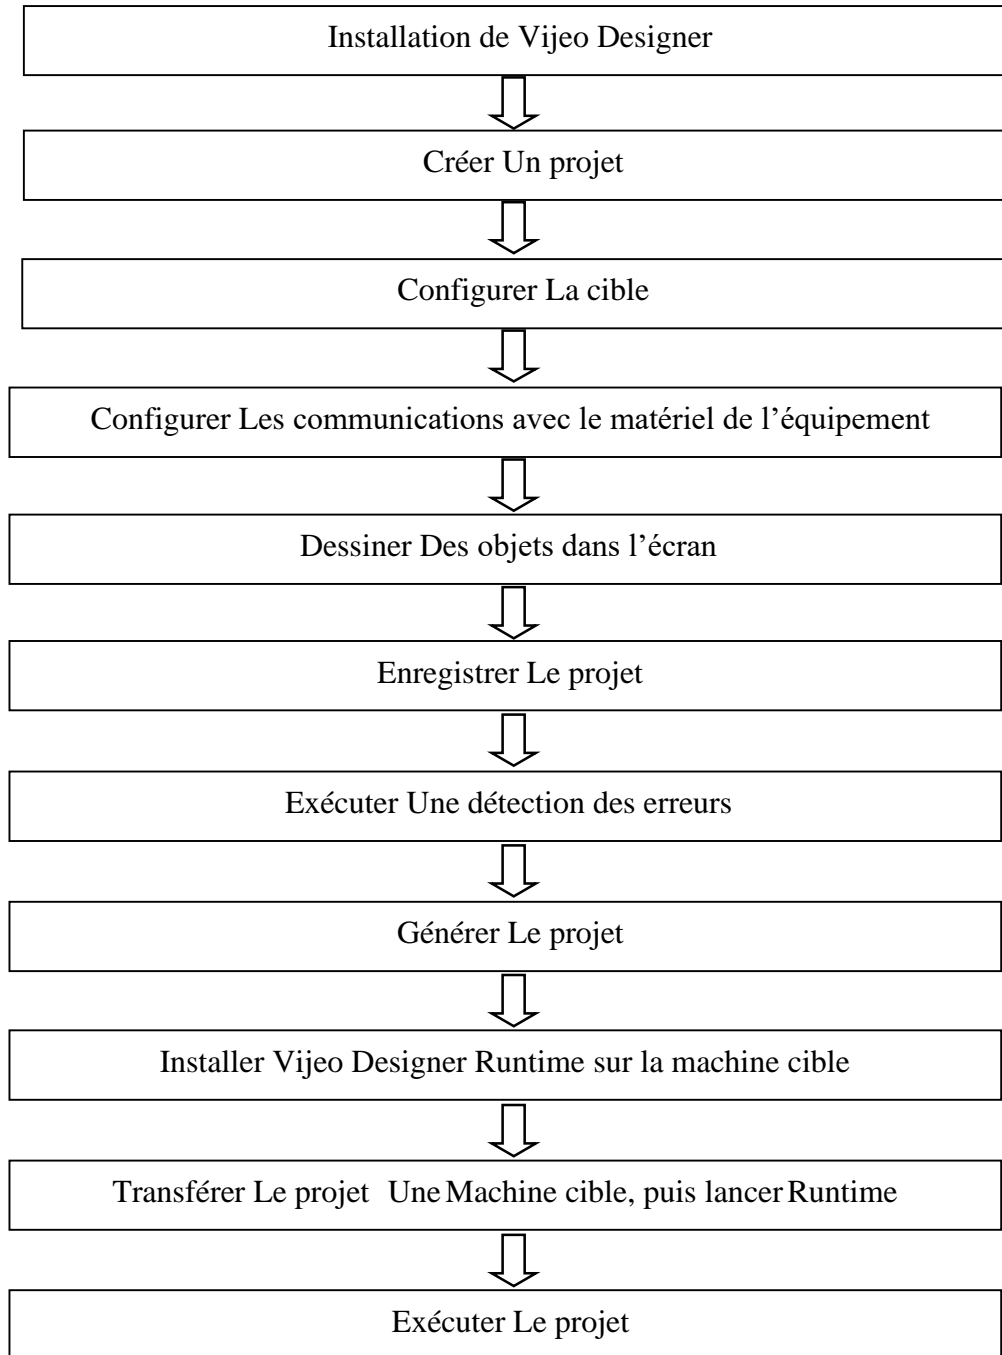 Installation de Vijeo Designer
Créer Un projet
Configurer La cible
Configurer Les communications avec le matériel de l’équipement
Dessiner Des objets dans l’écran
Enregistrer Le projet
Exécuter Une détection des erreurs
Générer Le projet
Installer Vijeo Designer Runtime sur la machine cible
Transférer Le projet Une Machine cible, puis lancer Runtime
Exécuter Le projet